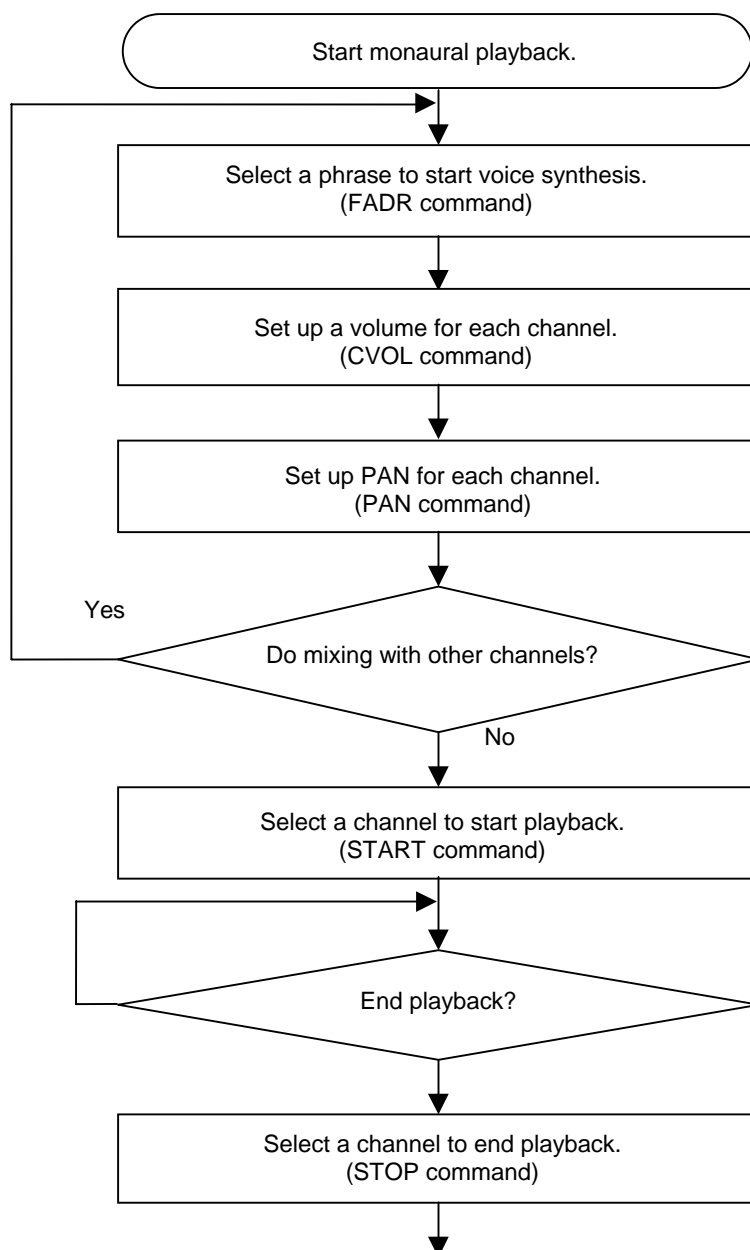 Start monaural playback.
Select a phrase to start voice synthesis.
(FADR command)
Set up a volume for each channel.
(CVOL command)
Set up PAN for each channel.
(PAN command)
Yes
Do mixing with other channels?
No
Select a channel to start playback.
(START command)
End playback?
Select a channel to end playback.
(STOP command)